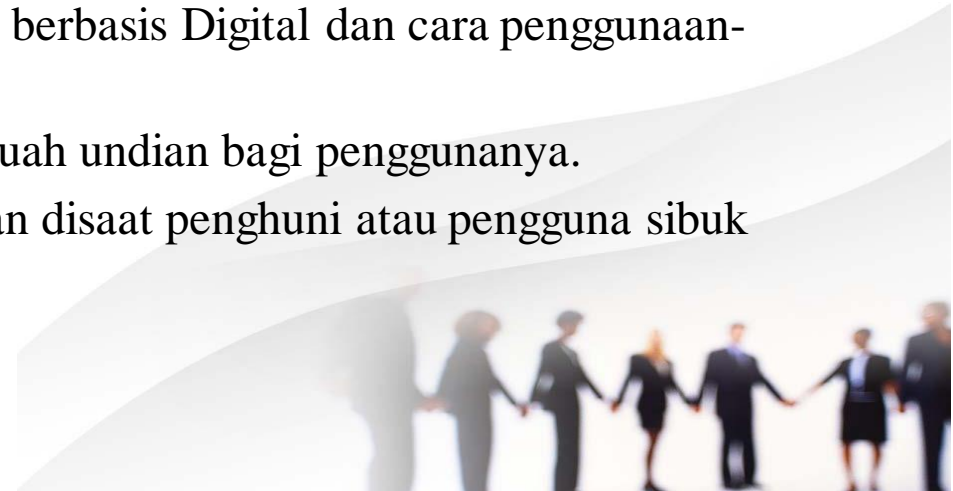 berbasis Digital dan cara penggunaan-
uah undian bagi penggunanya.
an disaat penghuni atau pengguna sibuk